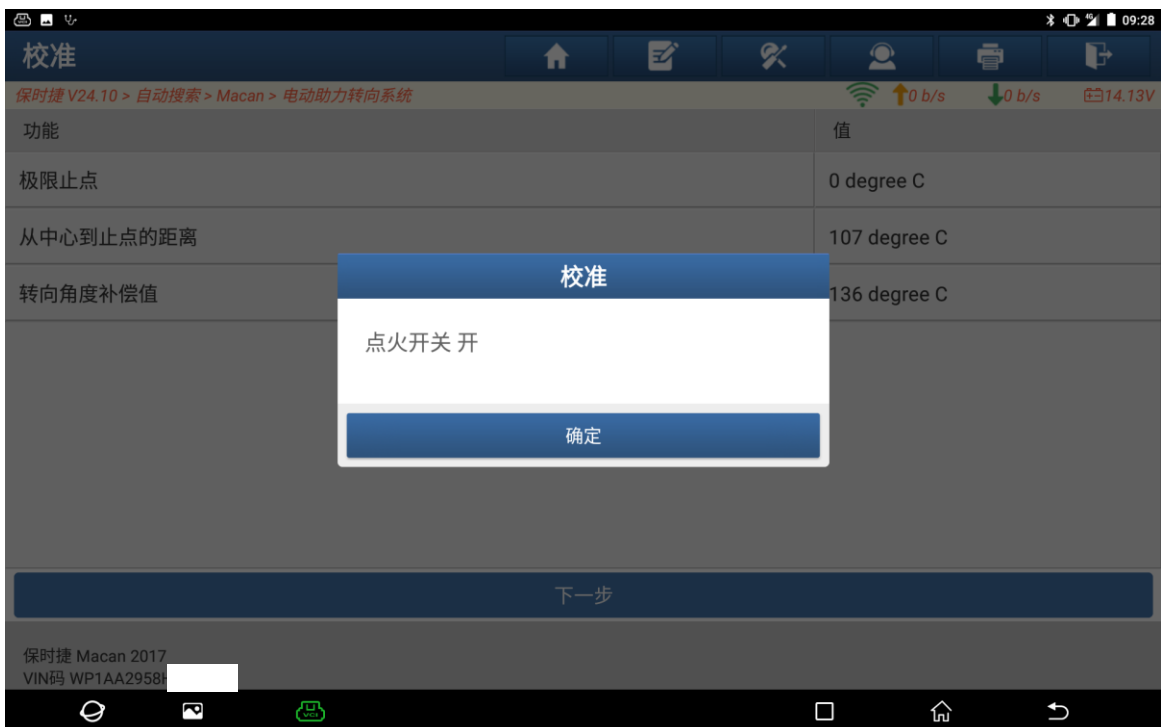 4G 09:28
校准
保时捷 V24.10 > 自动搜索 > Macan > 电动助力转向系统 0 b/s 0 b/s 14.13V
功能 值
极限止点 0 degree C
从中心到止点的距离 107 degree C
校准
转向角度补偿值 136 degree C
点火开关 开
确定
下一步
保时捷 Macan 2017
VIN码 WP1AA2958H
VCI